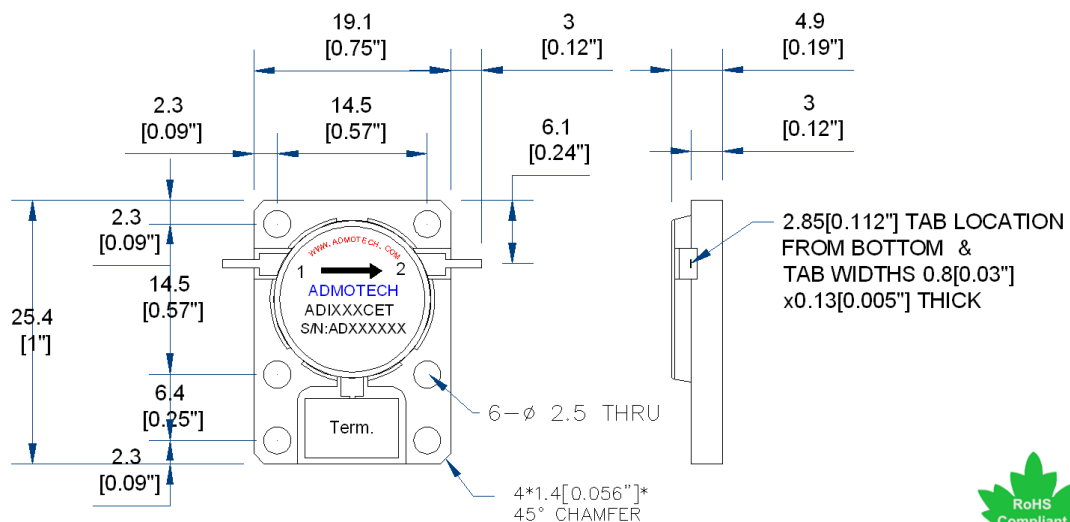 19.1
[0.75"]
3
[0.12"]
4.9
[0.19"]
2.3
[0.09"]
14.5
[0.57"]
6.1
[0.24"]
3
[0.12"]
2.3
[0.09"]
14.5
[0.57"]
25.4
[1"]
6.4
[0.25"]
2.3
[0.09"]
WWW.ADMOTECH.COM
1
2
ADMOTECH
ADIXXXCET
S/N:ADXXXXXX
Term.
2.85[0.112"] TAB LOCATION
FROM BOTTOM &
TAB WIDTHS 0.8[0.03"]
x0.13[0.005"] THICK
6-ø 2.5 THRU
4*1.4[0.056"]*
45° CHAMFER
RoHS
Compliant